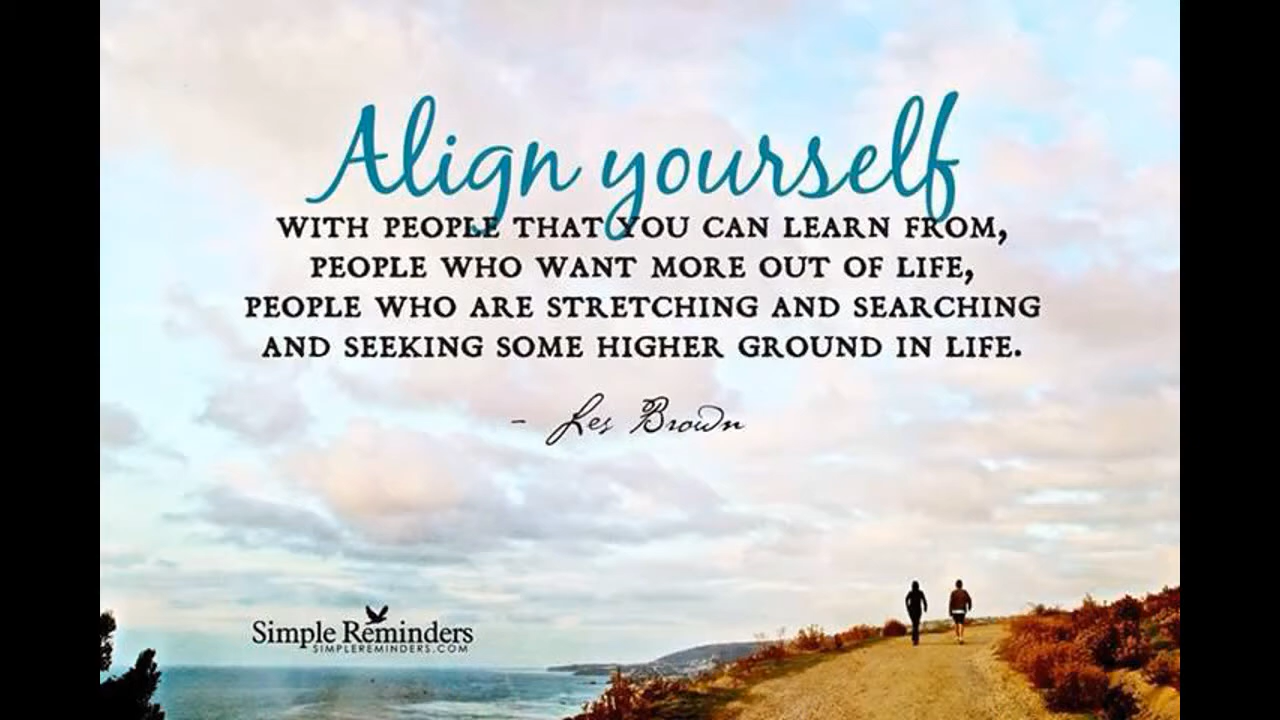 Align yourself
WITH PEOPLE THAT YOU CAN LEARN FROM,
PEOPLE WHO WANT MORE OUT OF LIFE,
PEOPLE WHO ARE STRETCHING AND SEARCHING
AND SEEKING SOME HIGHER GROUND IN LIFE.
- Les Brown
Simple Reminders
SIMPLEREMINDERS.COM